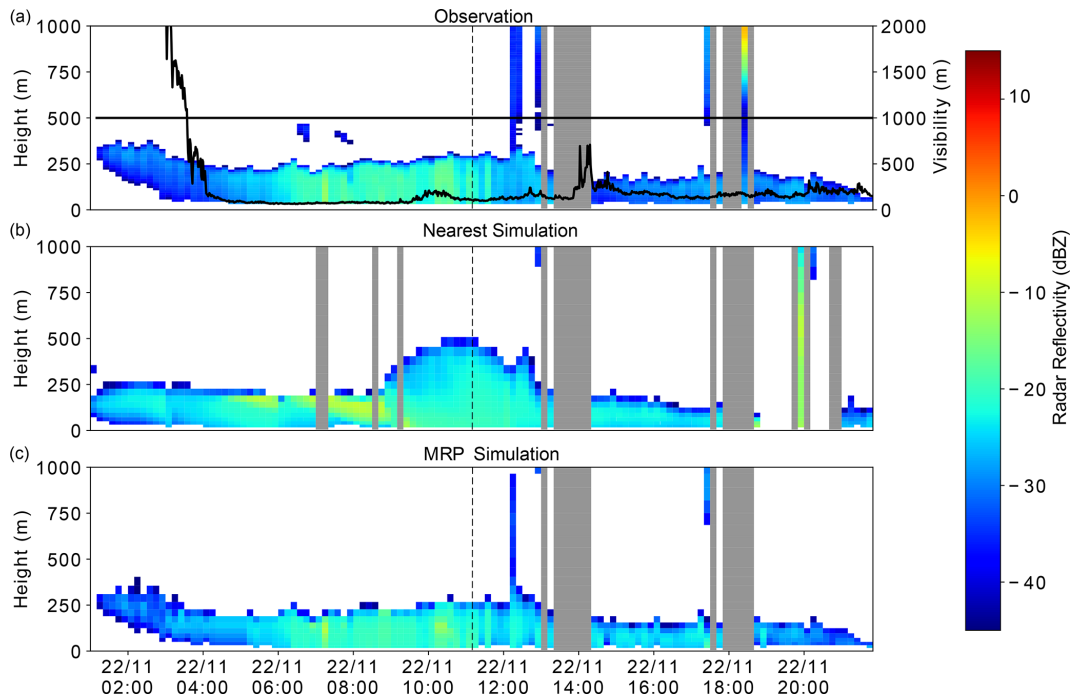 (a) Observation
1000
750
500
250
0
Height (m)
2000
1500
1000
500
0
Visibility (m)
(b) Nearest Simulation
1000
750
500
250
0
Height (m)
(c) MRP Simulation
1000
750
500
250
0
Height (m)
22/11 22/11 22/11 22/11 22/11 22/11 22/11 22/11 22/11 22/11
02:00 04:00 06:00 08:00 10:00 12:00 14:00 16:00 18:00 20:00
10
0
−10
−20
−30
−40
Radar Reflectivity (dBZ)